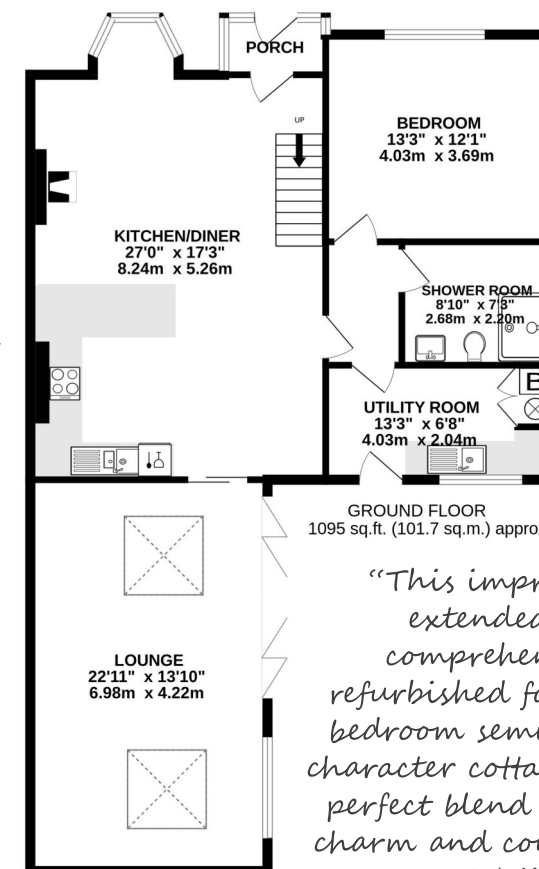 PORCH
BEDROOM
13'3" x 12'1"
4.03m x 3.69m
UP
KITCHEN/DINER
27'0" x 17'3"
8.24m x 5.26m
SHOWER ROOM
8'10" x 7'3"
2.68m x 2.20m
B
UTILITY ROOM
13'3" x 6'8"
4.03m x 2.04m
GROUND FLOOR
1095 sq.ft. (101.7 sq.m.) approx
LOUNGE
22'11" x 13'10"
6.98m x 4.22m
"This impr
extended
comprehen
refurbished fo
bedroom semi
character cotta
perfect blend
charm and co